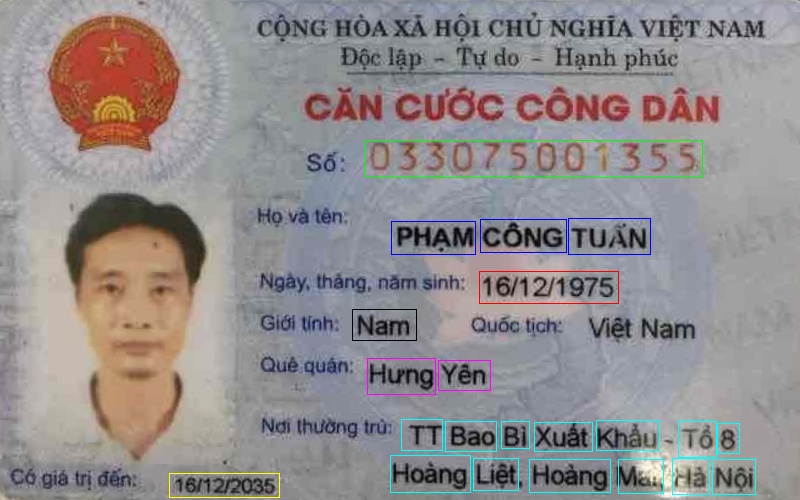 CỘNG HÒA XÃ HỘI CHỦ NGHĨA VIỆT NAM
Độc lập - Tự do - Hạnh phúc
CĂN CƯỚC CÔNG DÂN
Số: 033075001355
Họ và tên: PHẠM CÔNG TUẤN
Ngày, tháng, năm sinh: 16/12/1975
Giới tính: Nam Quốc tịch: Việt Nam
Quê quán: Hưng Yên
Nơi thường trú: TT Bao Bì Xuất Khẩu - Tổ 8
Hoàng Liệt, Hoàng Mai, Hà Nội
Có giá trị đến: 16/12/2035